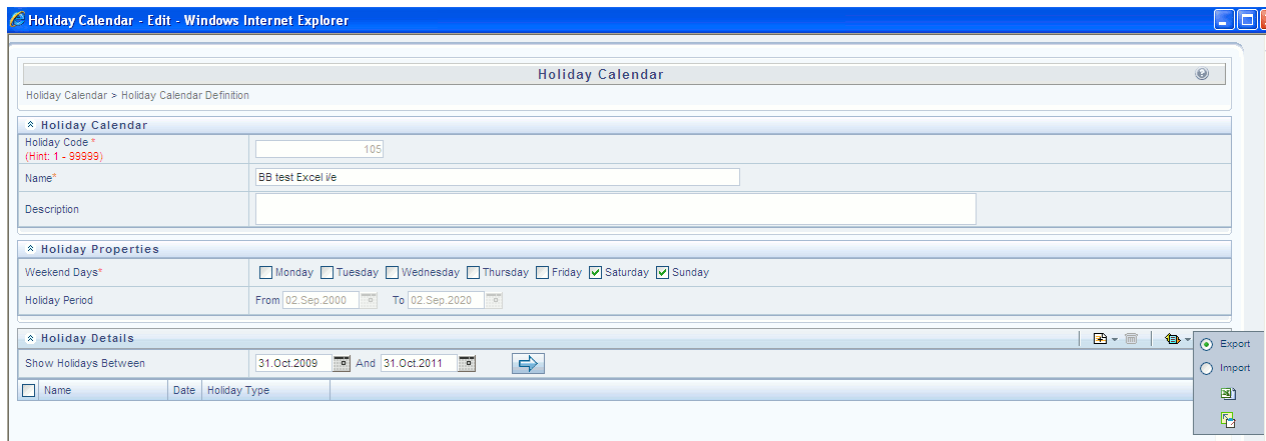 Holiday Calendar - Edit - Windows Internet Explorer
Holiday Calendar
Holiday Calendar > Holiday Calendar Definition
Holiday Calendar
Holiday Code *
(Hint: 1 - 99999)
105
Name* BB test Excel i/e
Description
Holiday Properties
Weekend Days* Monday Tuesday Wednesday Thursday Friday Saturday Sunday
Holiday Period From 02.Sep.2000 To 02.Sep.2020
Holiday Details
Export
Show Holidays Between 31.Oct.2009 And 31.Oct.2011
Import
Name Date Holiday Type